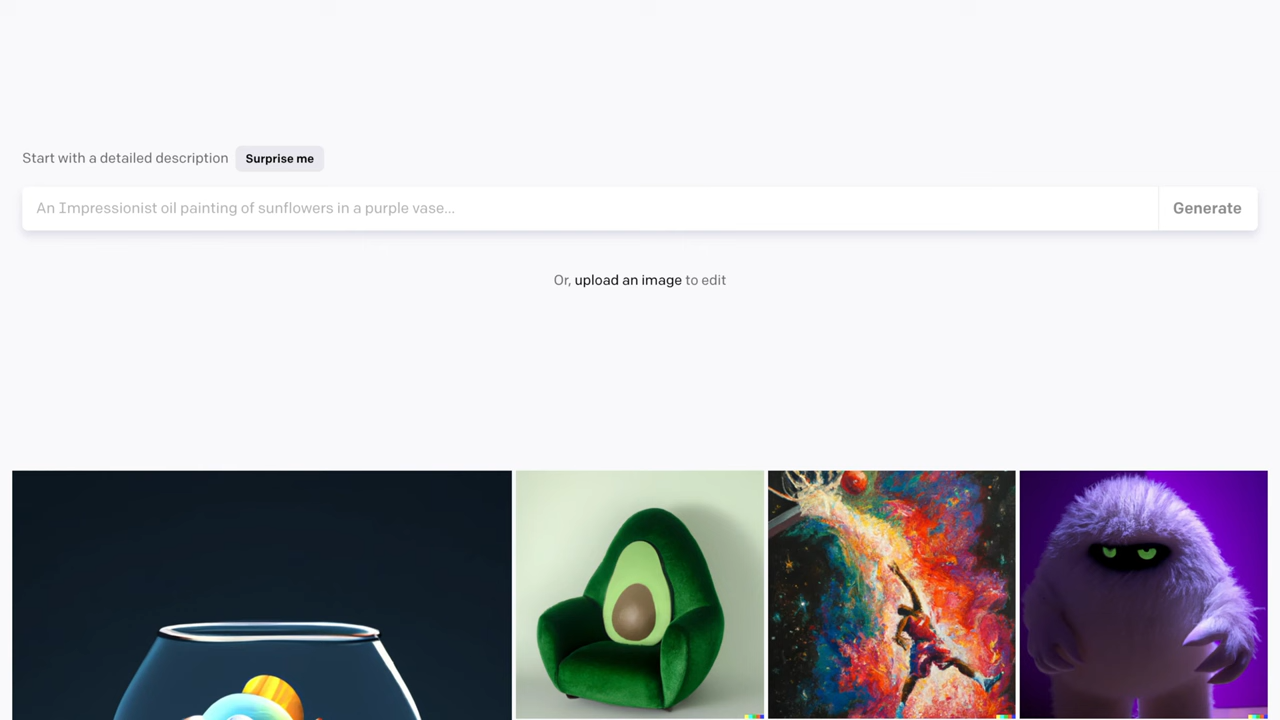 Start with a detailed description Surprise me
An Impressionist oil painting of sunflowers in a purple vase... Generate
Or, upload an image to edit